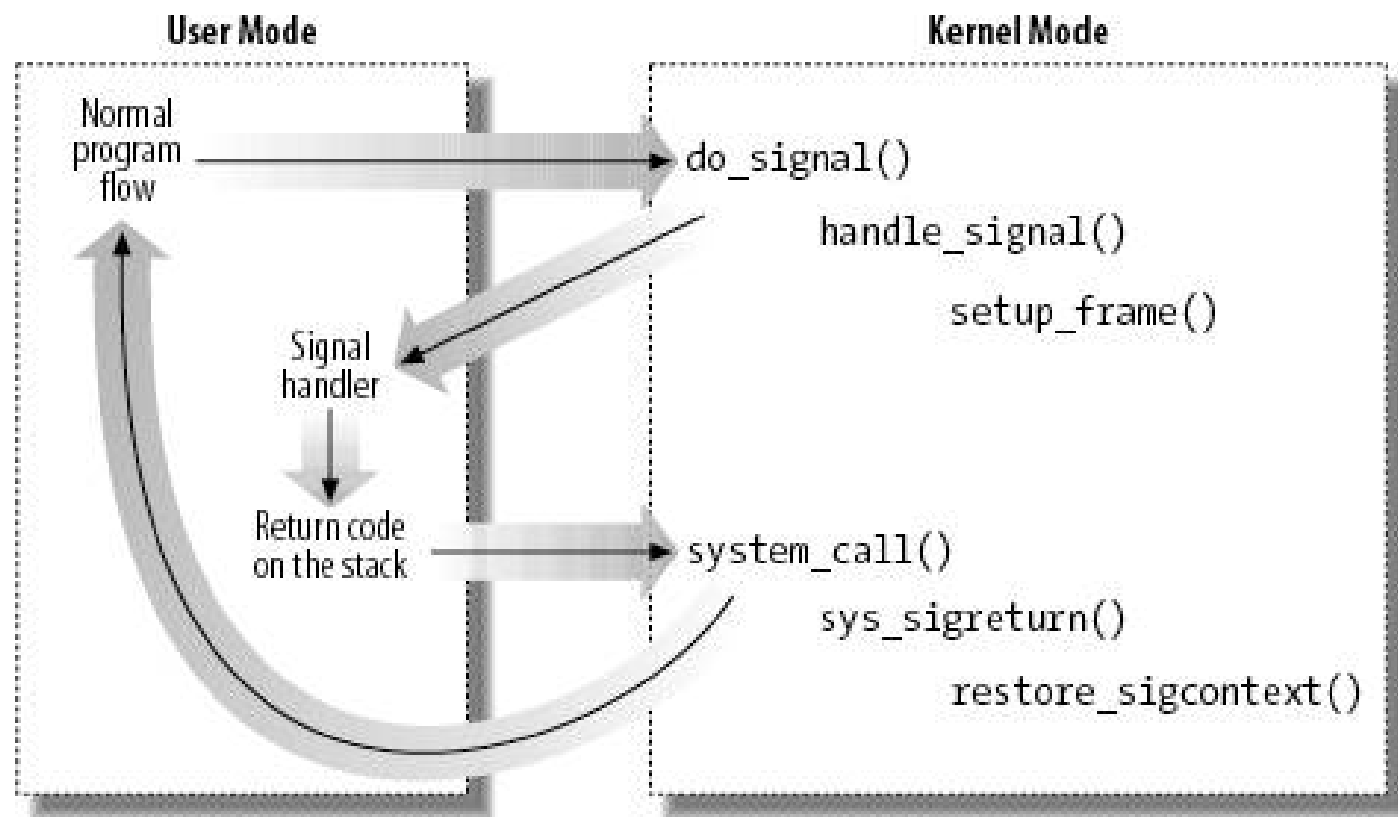 User Mode
Kernel Mode
Normal
program
flow
do_signal()
handle_signal()
setup_frame()
Signal
handler
Return code
on the stack
system_call()
sys_sigreturn()
restore_sigcontext()